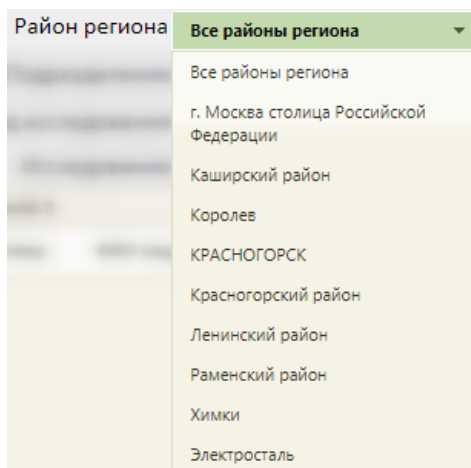 Район региона Все районы региона
Все районы региона
г. Москва столица Российской
Федерации
Каширский район
Королев
КРАСНОГОРСК
Красногорский район
Ленинский район
Раменский район
Химки
Электросталь